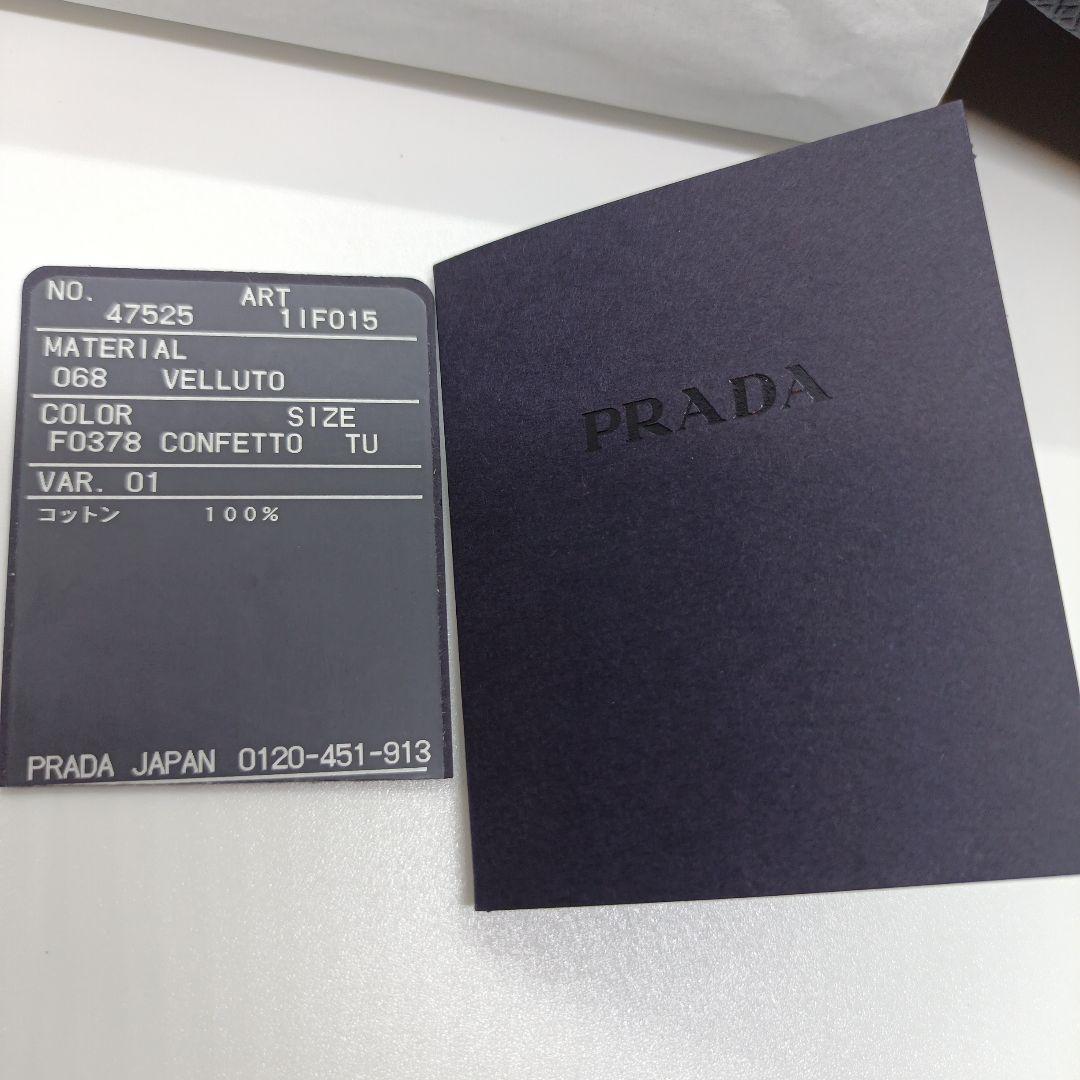 NO. ART
47525 1IF015
MATERIAL
068 VELLUTO
COLOR SIZE
F0378 CONFETTO TU
VAR. 01
コットン 100%
PRADA JAPAN 0120-451-913
PRADA